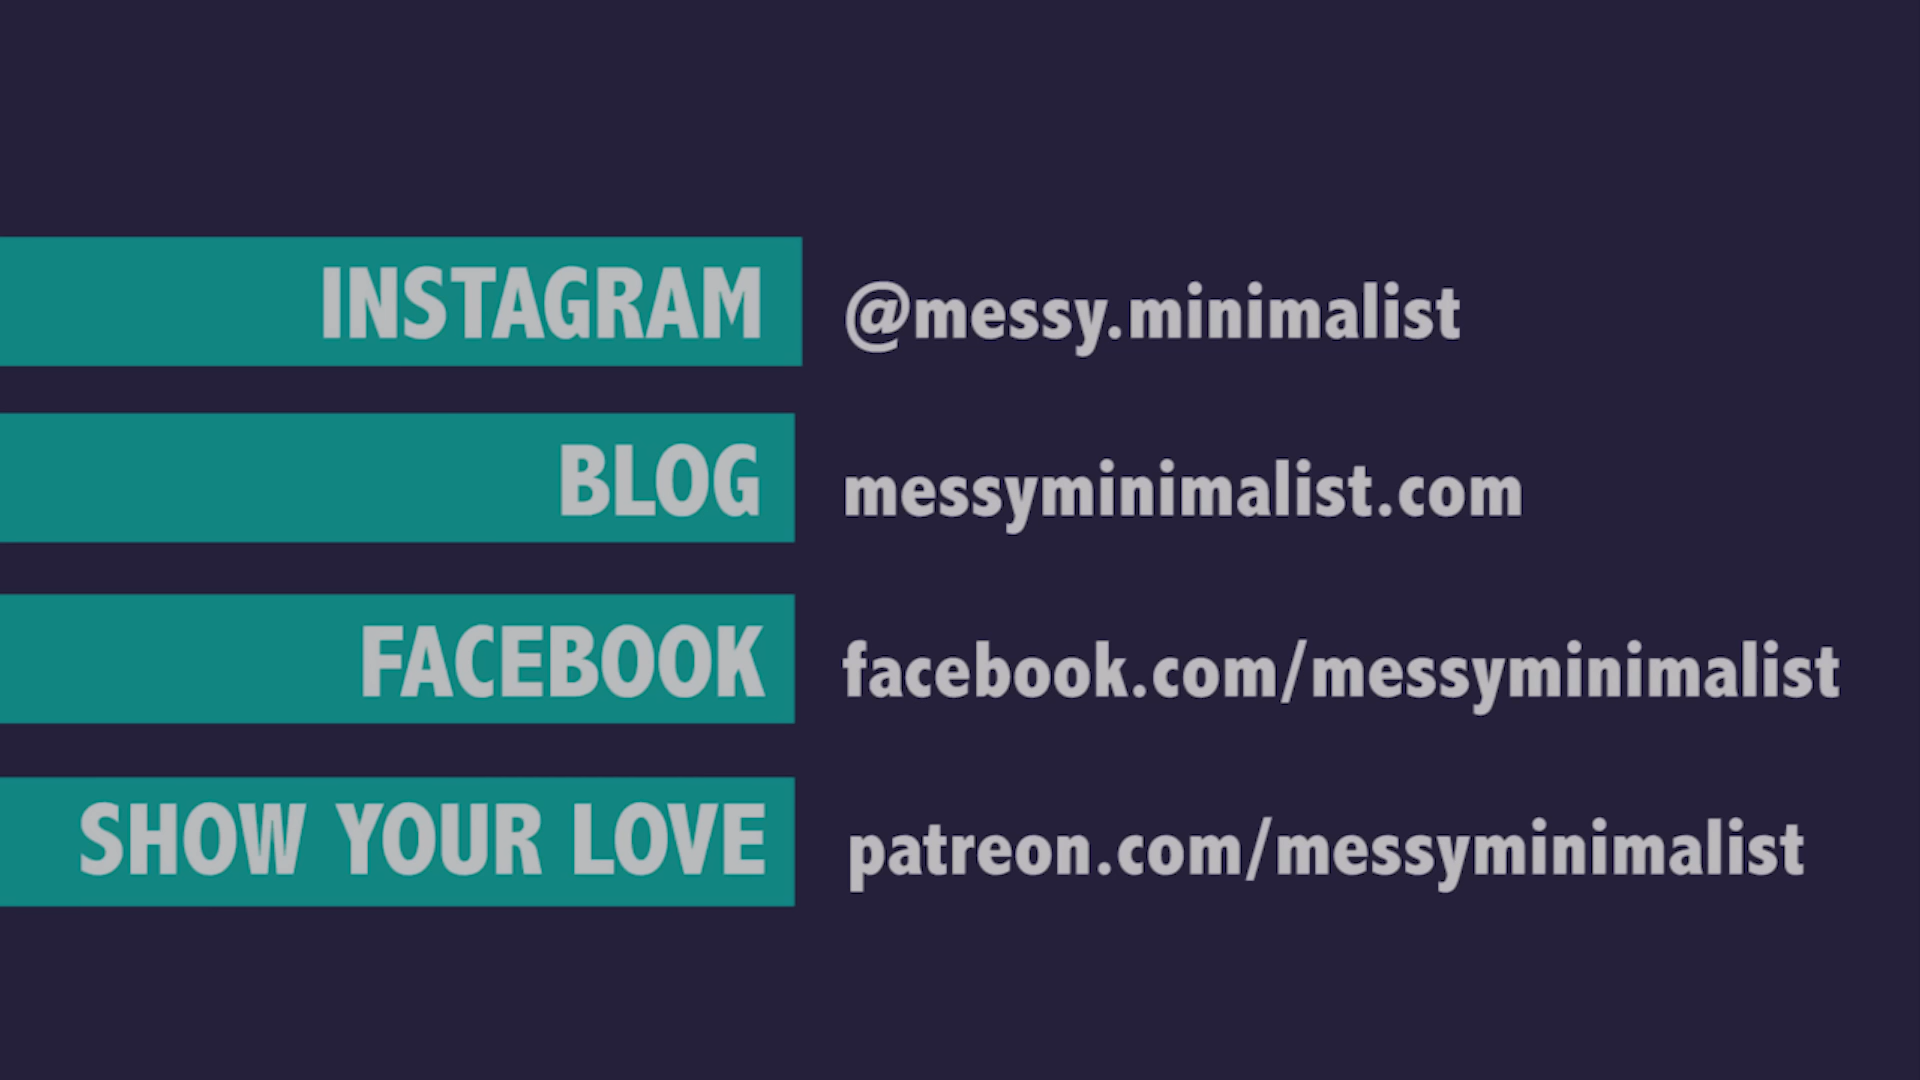 INSTAGRAM @messy.minimalist
BLOG messyminimalist.com
FACEBOOK facebook.com/messyminimalist
SHOW YOUR LOVE patreon.com/messyminimalist